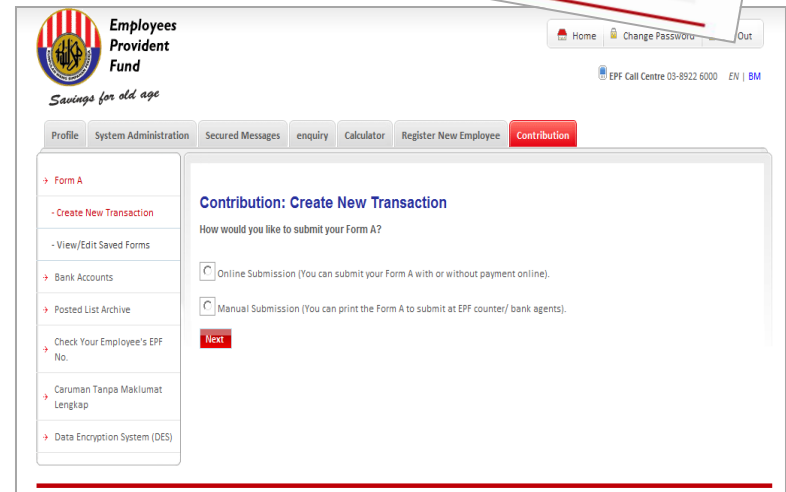 Employees
Provident
Fund
Savings for old age
Home Change Password Out
EPF Call Centre 03-8922 6000 EN | BM
Profile System Administration Secured Messages enquiry Calculator Register New Employee Contribution
Form A
- Create New Transaction
- View/Edit Saved Forms
Bank Accounts
Posted List Archive
Check Your Employee's EPF
No.
Caruman Tanpa Maklumat
Lengkap
Data Encryption System (DES)
Contribution: Create New Transaction
How would you like to submit your Form A?
Online Submission (You can submit your Form A with or without payment online).
Manual Submission (You can print the Form A to submit at EPF counter/ bank agents).
Next